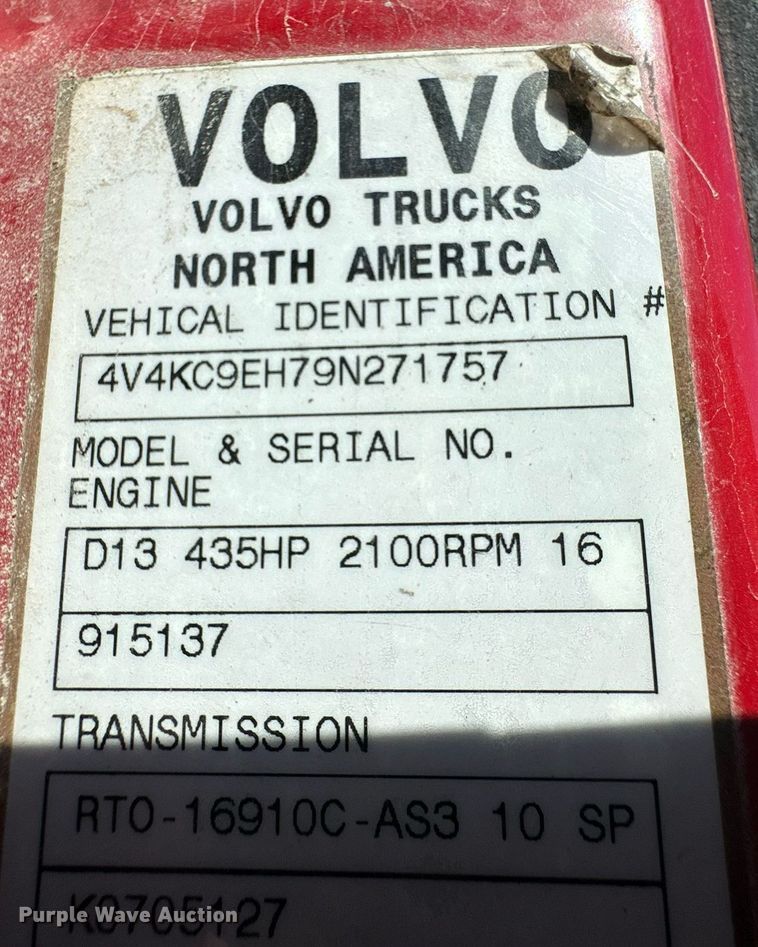 VOLVO
VOLVO TRUCKS
NORTH AMERICA
VEHICAL IDENTIFICATION #
4V4KC9EH79N271757
MODEL & SERIAL NO.
ENGINE
D13 435HP 2100RPM 16
915137
TRANSMISSION
RTO-16910C-AS3 10 SP
K0705127
Purple Wave Auction